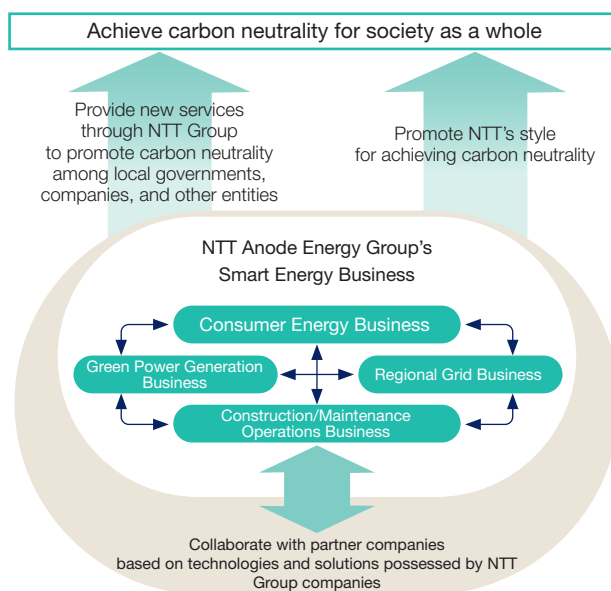 Achieve carbon neutrality for society as a whole
Provide new services
through NTT Group
to promote carbon neutrality
among local governments,
companies, and other entities
Promote NTT's style
for achieving carbon neutrality
NTT Anode Energy Group's
Smart Energy Business
Consumer Energy Business
Green Power Generation
Business
Regional Grid Business
Construction/Maintenance
Operations Business
Collaborate with partner companies
based on technologies and solutions possessed by NTT
Group companies